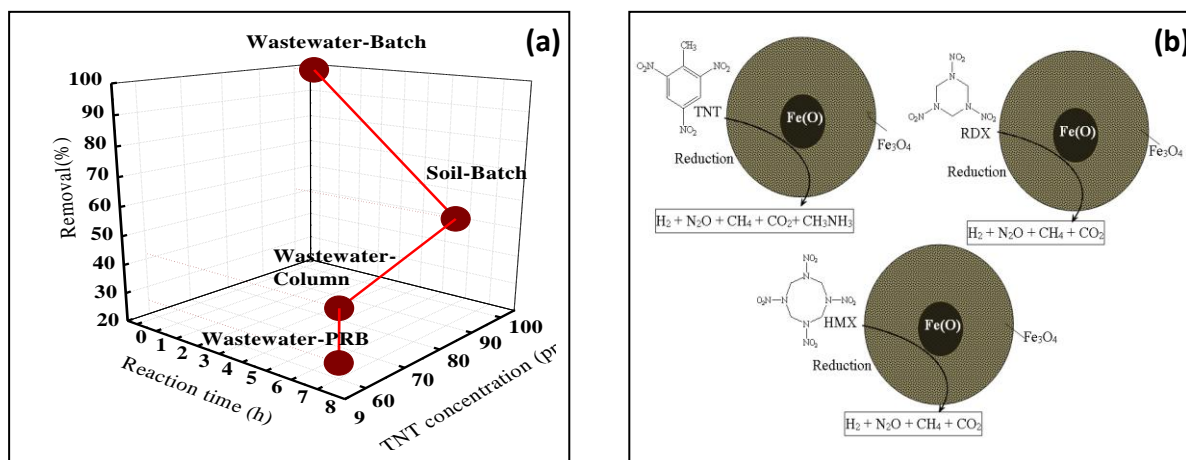 (a)
Wastewater-Batch
Soil-Batch
Wastewater-
Column
Wastewater-PRB
Removal(%)
100
90
80
70
60
50
40
30
20
0 1 2 3 4 5 6 7 8 9
Reaction time (h)
60 70 80 90 100
TNT concentration
(b)
CH₃
O₂N
NO₂
NO₂
TNT
Fe(O)
Fe₃O₄
Reduction
H₂ + N₂O + CH₄ + CO₂+ CH₃NH₃
NO₂
O₂N
NO₂
RDX
Fe(O)
Fe₃O₄
Reduction
H₂ + N₂O + CH₄ + CO₂
NO₂
O₂N
NO₂
NO₂
HMX
Fe(O)
Fe₃O₄
Reduction
H₂ + N₂O + CH₄ + CO₂